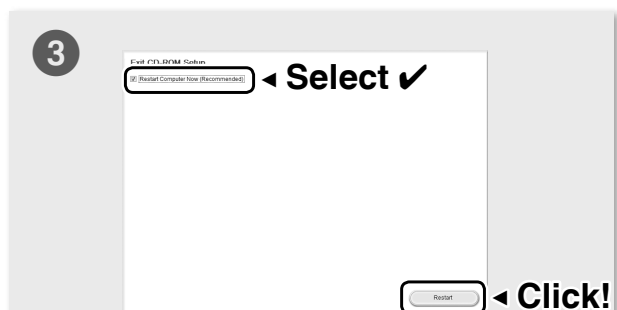 3
Exit CD-ROM Setup
Restart Computer Now (Recommended)
◄ Select ✔
Restart
◄ Click!